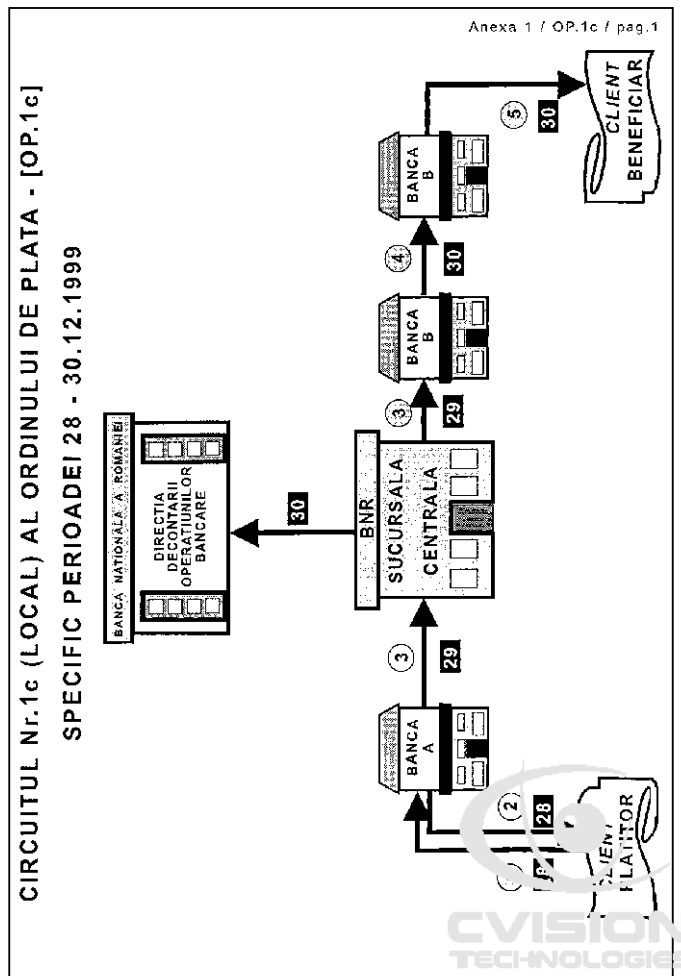 Anexa 1 / OP.1c / pag.1
CIRCUITUL Nr.1c (LOCAL) AL ORDINULUI DE PLATA - [OP.1c]
SPECIFIC PERIOADEI 28 - 30.12.1999
BANCA NATIONALA A ROMANIEI
DIRECTIA
DECONTARII
OPERATIUNILOR
BANCARE
30
BNR
SUCURSALA
CENTRALA
CLIENT
PLATITOR
2
28
BANCA
A
3
29
3
29
BANCA
B
4
30
BANCA
B
5
30
CLIENT
BENEFICIAR
CVISION
TECHNOLOGIES